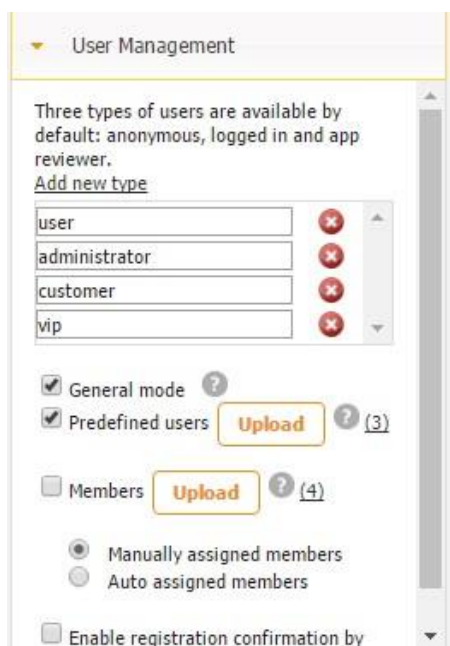 User Management
Three types of users are available by
default: anonymous, logged in and app
reviewer.
Add new type
user
administrator
customer
vip
General mode ?
Predefined users Upload ? (3)
Members Upload ? (4)
Manually assigned members
Auto assigned members
Enable registration confirmation by